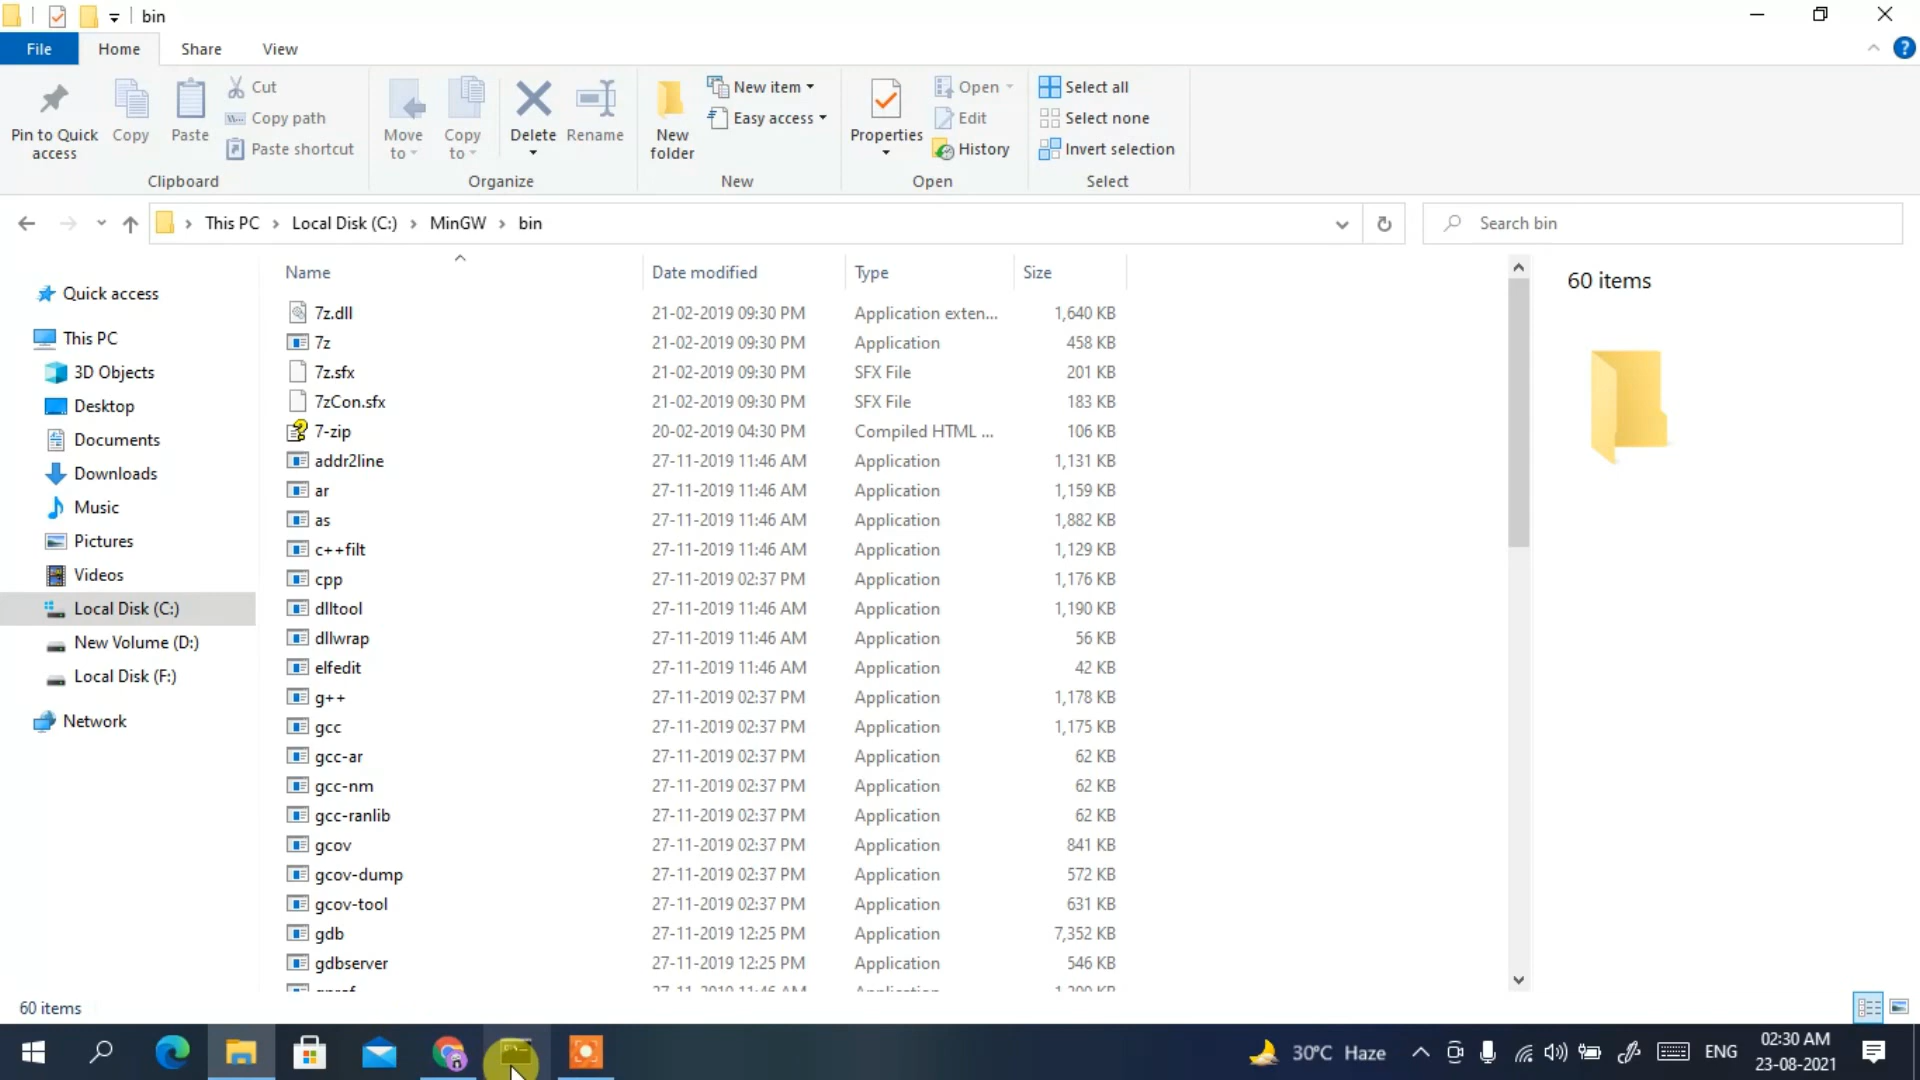 bin
File Home Share View
Pin to Quick access
Copy
Paste
Cut
Copy path
Paste shortcut
Clipboard
Move to
Copy to
Delete
Rename
Organize
New folder
New item
Easy access
New
Properties
Open
Edit
History
Open
Select all
Select none
Invert selection
Select
This PC Local Disk (C:) MinGW bin
Search bin
Quick access
This PC
3D Objects
Desktop
Documents
Downloads
Music
Pictures
Videos
Local Disk (C:)
New Volume (D:)
Local Disk (F:)
Network
Name Date modified Type Size
7z.dll 21-02-2019 09:30 PM Application exten... 1,640 KB
7z 21-02-2019 09:30 PM Application 458 KB
7z.sfx 21-02-2019 09:30 PM SFX File 201 KB
7zCon.sfx 21-02-2019 09:30 PM SFX File 183 KB
7-zip 20-02-2019 04:30 PM Compiled HTML ... 106 KB
addr2line 27-11-2019 11:46 AM Application 1,131 KB
ar 27-11-2019 11:46 AM Application 1,159 KB
as 27-11-2019 11:46 AM Application 1,882 KB
c++filt 27-11-2019 11:46 AM Application 1,129 KB
cpp 27-11-2019 02:37 PM Application 1,176 KB
dlltool 27-11-2019 11:46 AM Application 1,190 KB
dllwrap 27-11-2019 11:46 AM Application 56 KB
elfedit 27-11-2019 11:46 AM Application 42 KB
g++ 27-11-2019 02:37 PM Application 1,178 KB
gcc 27-11-2019 02:37 PM Application 1,175 KB
gcc-ar 27-11-2019 02:37 PM Application 62 KB
gcc-nm 27-11-2019 02:37 PM Application 62 KB
gcc-ranlib 27-11-2019 02:37 PM Application 62 KB
gcov 27-11-2019 02:37 PM Application 841 KB
gcov-dump 27-11-2019 02:37 PM Application 572 KB
gcov-tool 27-11-2019 02:37 PM Application 631 KB
gdb 27-11-2019 12:25 PM Application 7,352 KB
gdbserver 27-11-2019 12:25 PM Application 546 KB
60 items
60 items
30°C Haze
ENG
02:30 AM
23-08-2021